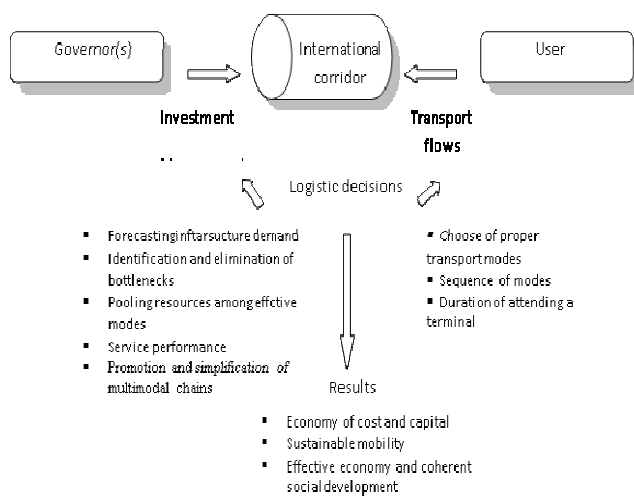 Governor(s)
International
corridor
User
Investment
Transport
flows
Logistic decisions
▪ Forecasting inftarsucture demand
▪ Identification and elimination of
bottlenecks
▪ Pooling resources among effctive
modes
▪ Service performance
▪ Promotion and simplification of
multimodal chains
▪ Choose of proper
transport modes
▪ Sequence of modes
▪ Duration of attending a
terminal
Results
▪ Economy of cost and capital
▪ Sustainable mobility
▪ Effective economy and coherent
social development